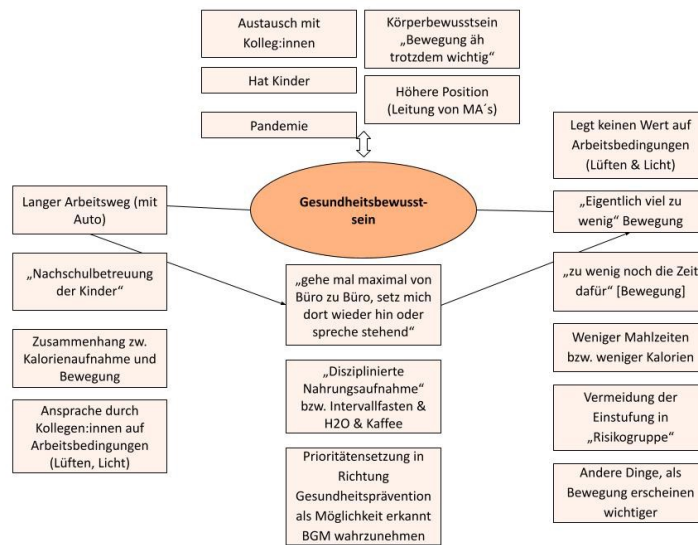 Austausch mit
Kolleg:innen
Hat Kinder
Pandemie
Körperbewusstsein
„Bewegung äh
trotzdem wichtig“
Höhere Position
(Leitung von MA´s)
Gesundheitsbewusst-
sein
Langer Arbeitsweg (mit
Auto)
„Nachschulbetreuung
der Kinder“
Zusammenhang zw.
Kalorienaufnahme und
Bewegung
Ansprache durch
Kollegen:innen auf
Arbeitsbedingungen
(Lüften, Licht)
„gehe mal maximal von
Büro zu Büro, setz mich
dort wieder hin oder
spreche stehend“
„Disziplinierte
Nahrungsaufnahme“
bzw. Intervallfasten &
H2O & Kaffee
Prioritätensetzung in
Richtung
Gesundheitsprävention
als Möglichkeit erkannt
BGM wahrzunehmen
Legt keinen Wert auf
Arbeitsbedingungen
(Lüften & Licht)
„Eigentlich viel zu
wenig“ Bewegung
„zu wenig noch die Zeit
dafür“ [Bewegung]
Weniger Mahlzeiten
bzw. weniger Kalorien
Vermeidung der
Einstufung in
„Risikogruppe“
Andere Dinge, als
Bewegung erscheinen
wichtiger